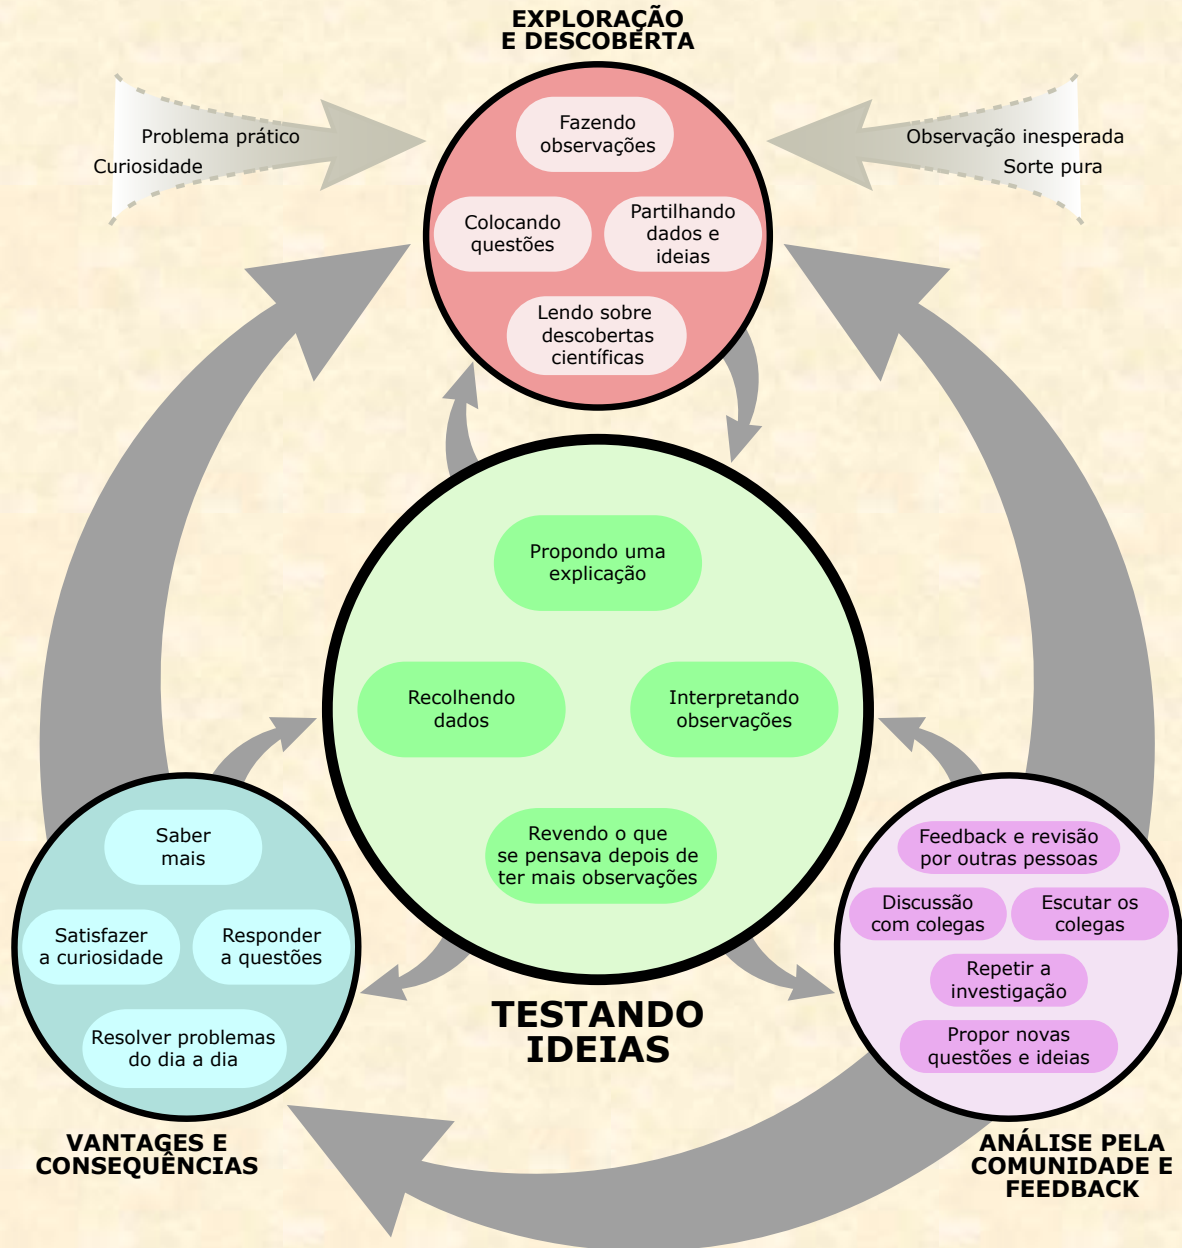 EXPLORAÇÃO
E DESCOBERTA
Problema prático
Curiosidade
Observação inesperada
Sorte pura
Fazendo
observações
Colocando
questões
Partilhando
dados e
ideias
Lendo sobre
descobertas
científicas
Propondo uma
explicação
Recolhendo
dados
Interpretando
observações
Revendo o que
se pensava depois de
ter mais observações
TESTANDO
IDEIAS
Saber
mais
Satisfazer
a curiosidade
Responder
a questões
Resolver problemas
do dia a dia
VANTAGES E
CONSEQUÊNCIAS
Feedback e revisão
por outras pessoas
Discussão
com colegas
Escutar os
colegas
Repetir a
investigação
Propor novas
questões e ideias
ANÁLISE PELA
COMUNIDADE E
FEEDBACK